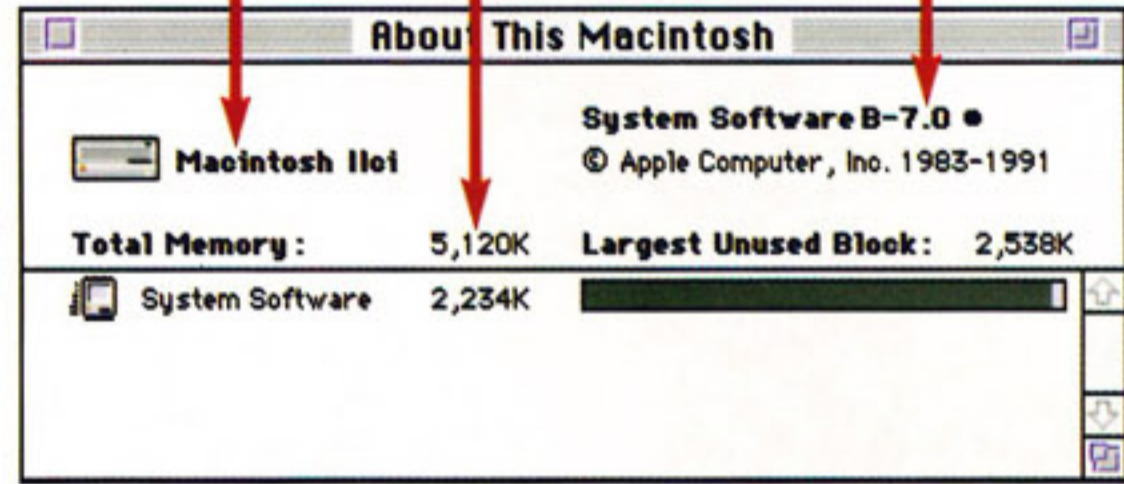 About This Macintosh
System Software B-7.0 •
Macintosh IIci
© Apple Computer, Inc. 1983-1991
Total Memory: 5,120K Largest Unused Block: 2,538K
System Software 2,234K